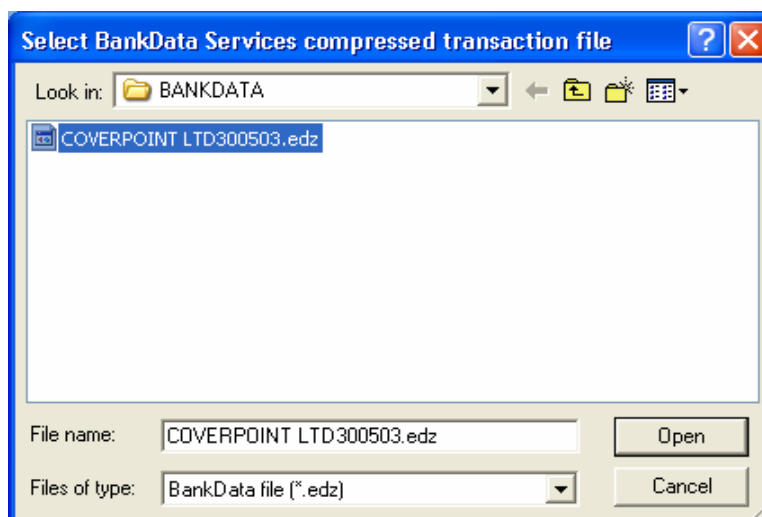 Select BankData Services compressed transaction file
Look in: BANKDATA
COVERPOINT LTD300503.edz
File name: COVERPOINT LTD300503.edz Open
Files of type: BankData file (*.edz) Cancel